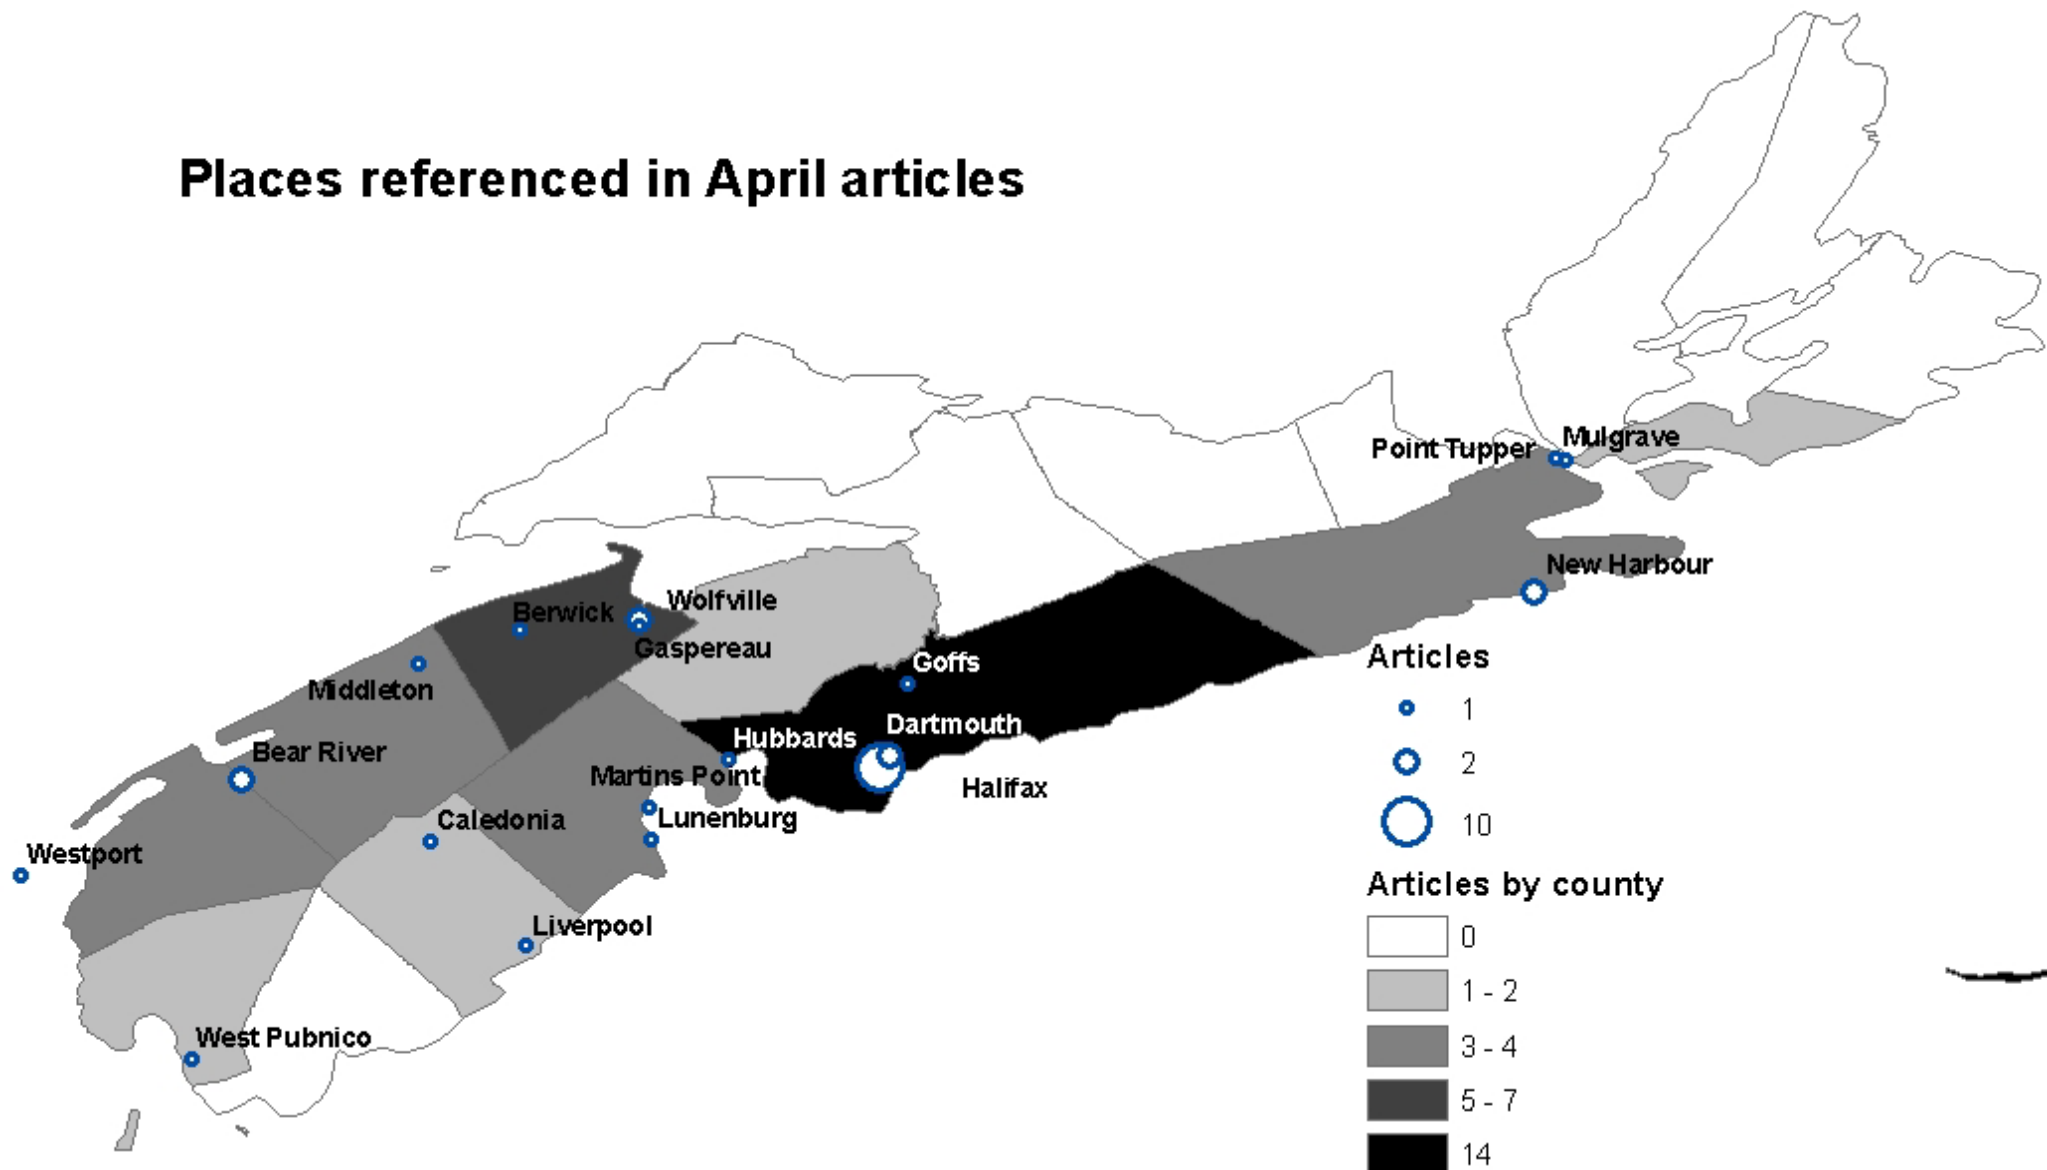 Places referenced in April articles
Point Tupper
Mulgrave
New Harbour
Berwick
Wolfville
Gaspereau
Goffs
Middleton
Dartmouth
Hubbards
Bear River
Martins Point
Halifax
Caledonia
Lunenburg
Westport
Liverpool
West Pubnico
Articles
1
2
10
Articles by county
0
1 - 2
3 - 4
5 - 7
14